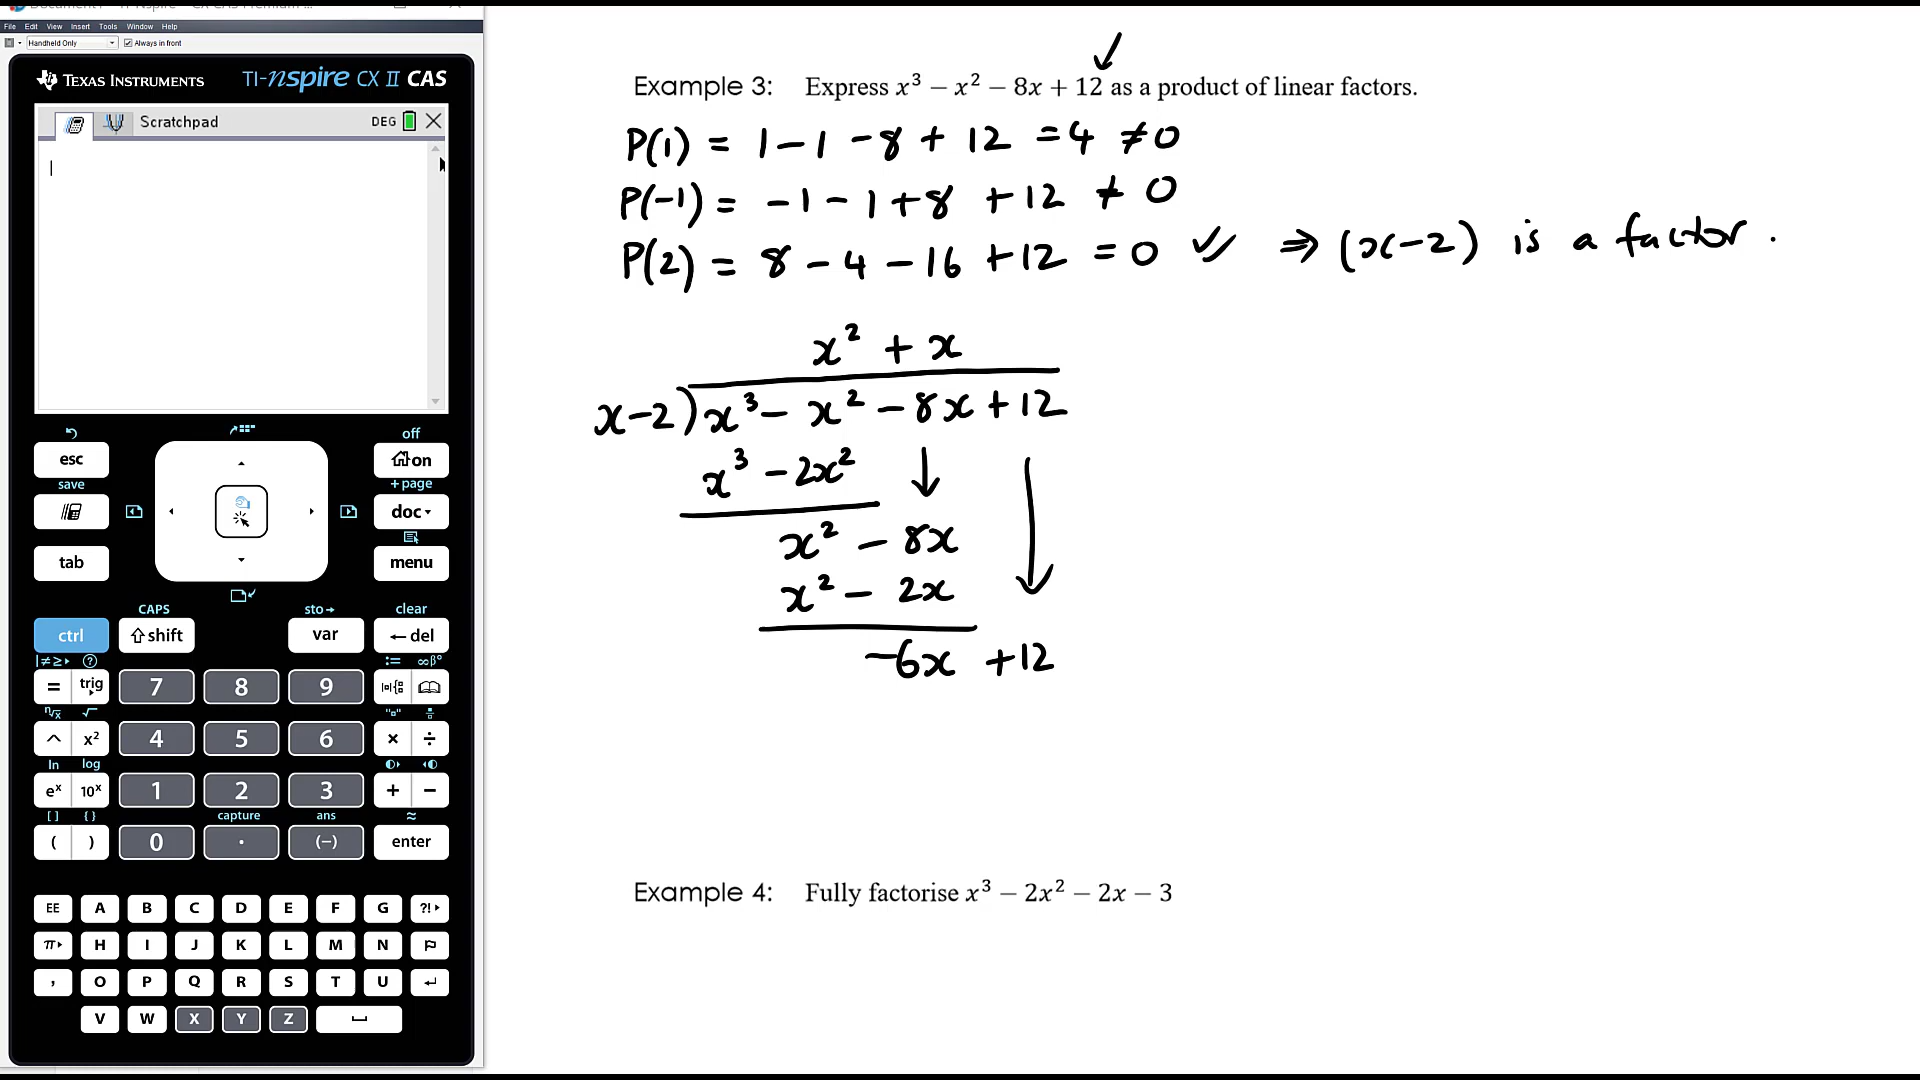 File Edit View Insert Tools Window Help
Handheld Only Always in front
TEXAS INSTRUMENTS TI-nspire CX II CAS
Scratchpad DEG
off
esc on
save + page
doc
tab menu
CAPS sto→ clear
ctrl ⇧shift var ←del
|≠≥▸ ? := ∞β°
= trig 7 8 9 |▫|{▫
ⁿ√x √ "▫"
^ x² 4 5 6 × ÷
ln log
eˣ 10ˣ 1 2 3 + −
[ ] { } capture ans ≈
( ) 0 . (−) enter
EE A B C D E F G ?!▸
π▸ H I J K L M N
, O P Q R S T U ↵
V W X Y Z
Example 3: Express x³ − x² − 8x + 12 as a product of linear factors.
P(1) = 1 − 1 − 8 + 12 = 4 ≠ 0
P(-1) = −1 − 1 + 8 + 12 ≠ 0
P(2) = 8 − 4 − 16 + 12 = 0 ✓ ⇒ (x−2) is a factor.
x² + x
x−2)x³ − x² − 8x + 12
x³ − 2x² ↓
x² − 8x
x² − 2x
−6x + 12
Example 4: Fully factorise x³ − 2x² − 2x − 3